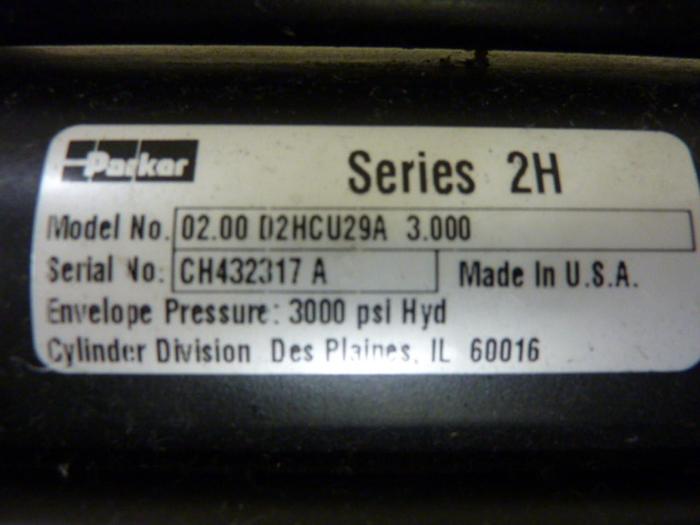 Parker
Series 2H
Model No. 02.00 D2HCU29A 3.000
Serial No: CH432317 A Made In U.S.A.
Envelope Pressure: 3000 psi Hyd
Cylinder Division Des Plaines, IL 60016